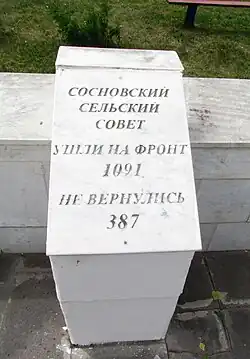 СОСНОВСКИЙ
СЕЛЬСКИЙ
СОВЕТ
УШЛИ НА ФРОНТ
1091
НЕ ВЕРНУЛИСЬ
387